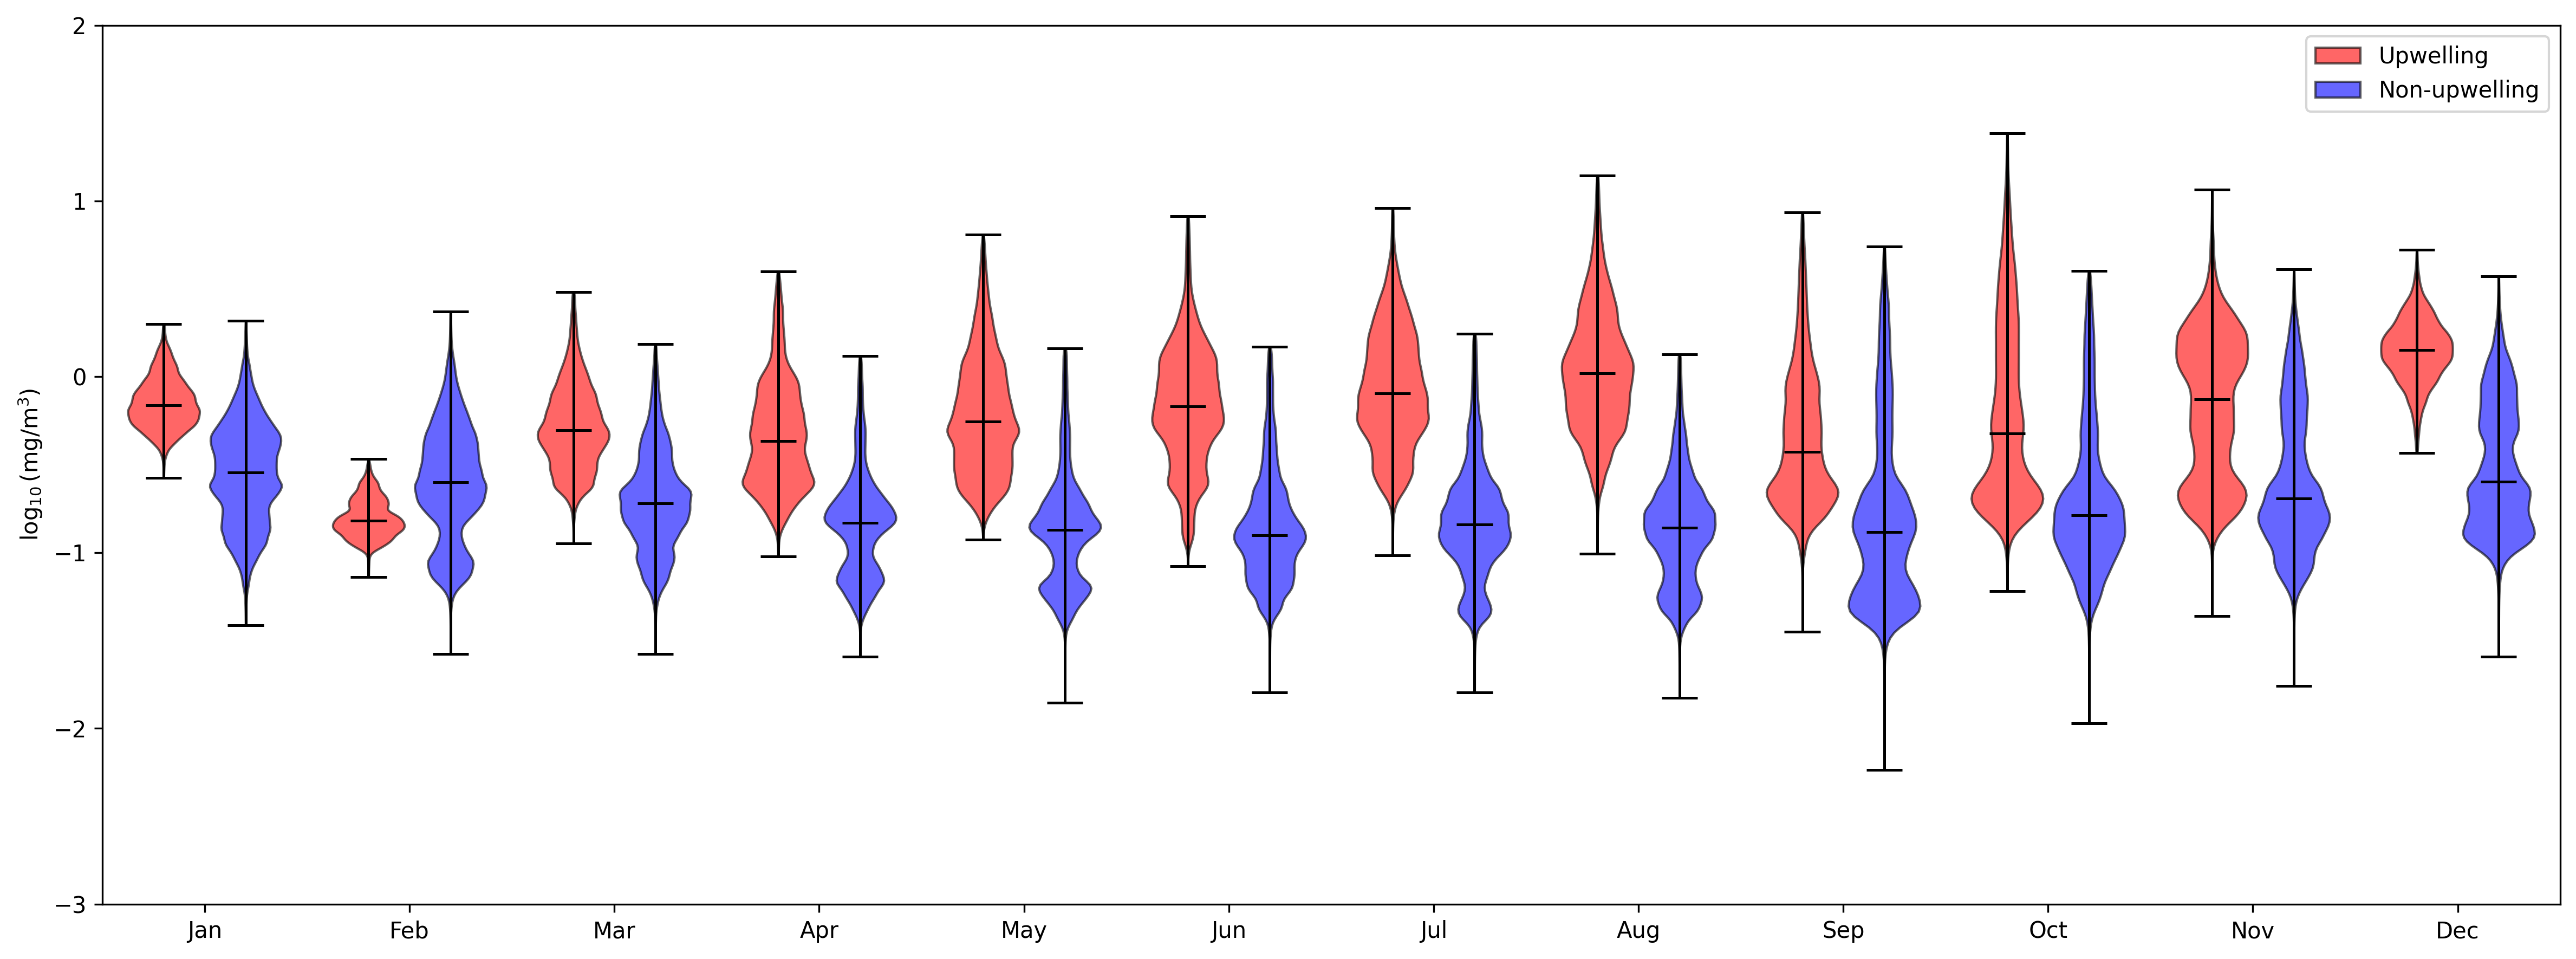 Upwelling
Non-upwelling
log₁₀ (mg/m³)
2
1
0
−1
−2
−3
Jan Feb Mar Apr May Jun Jul Aug Sep Oct Nov Dec